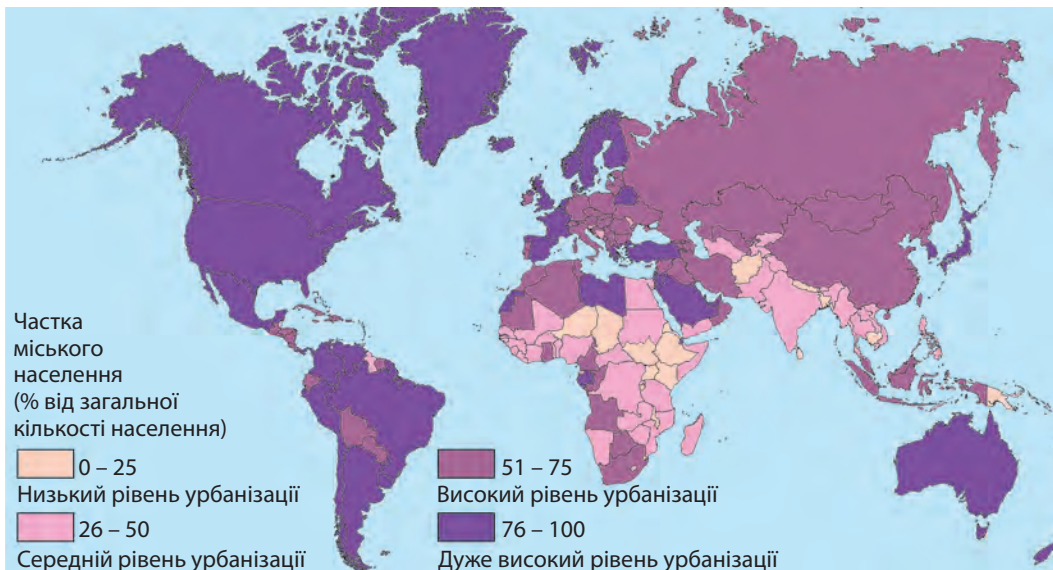 Частка
міського
населення
(% від загальної
кількості населення)
0 – 25
Низький рівень урбанізації
26 – 50
Середній рівень урбанізації
51 – 75
Високий рівень урбанізації
76 – 100
Дуже високий рівень урбанізації